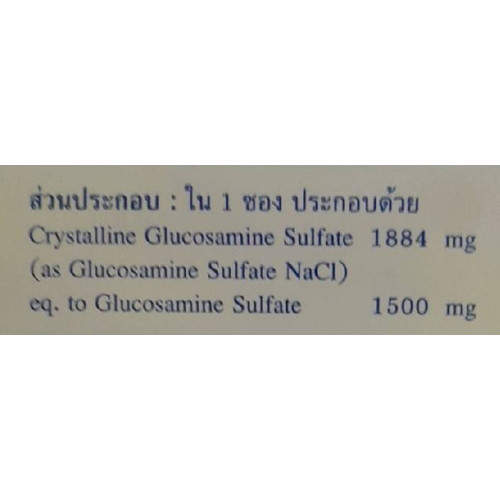 ส่วนประกอบ : ใน 1 ซอง ประกอบด้วย
Crystalline Glucosamine Sulfate 1884 mg
(as Glucosamine Sulfate NaCl)
eq. to Glucosamine Sulfate 1500 mg